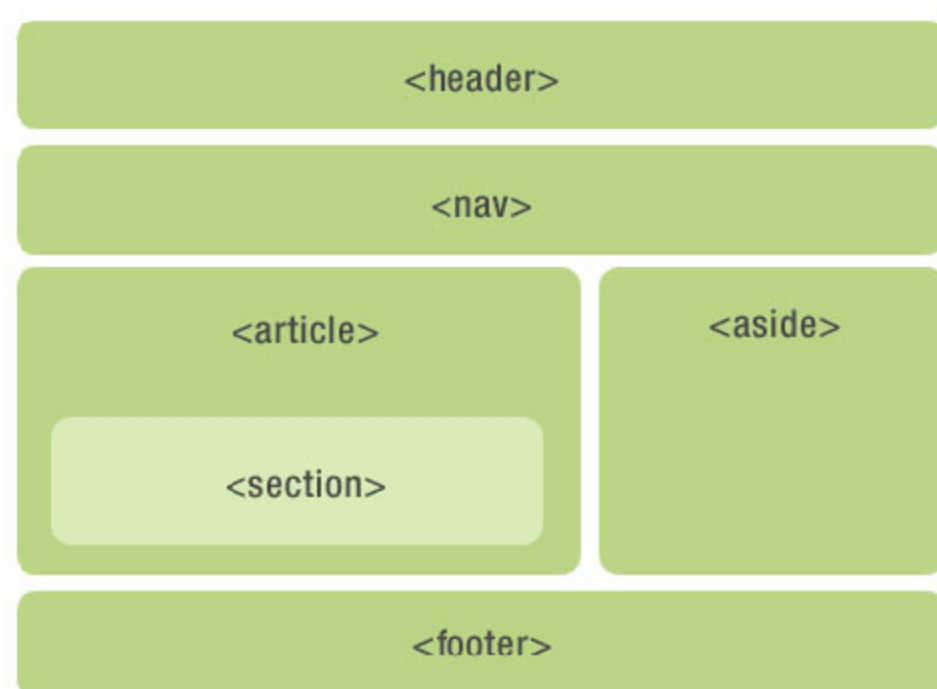 <header>
<nav>
<article>
<aside>
<section>
<footer>